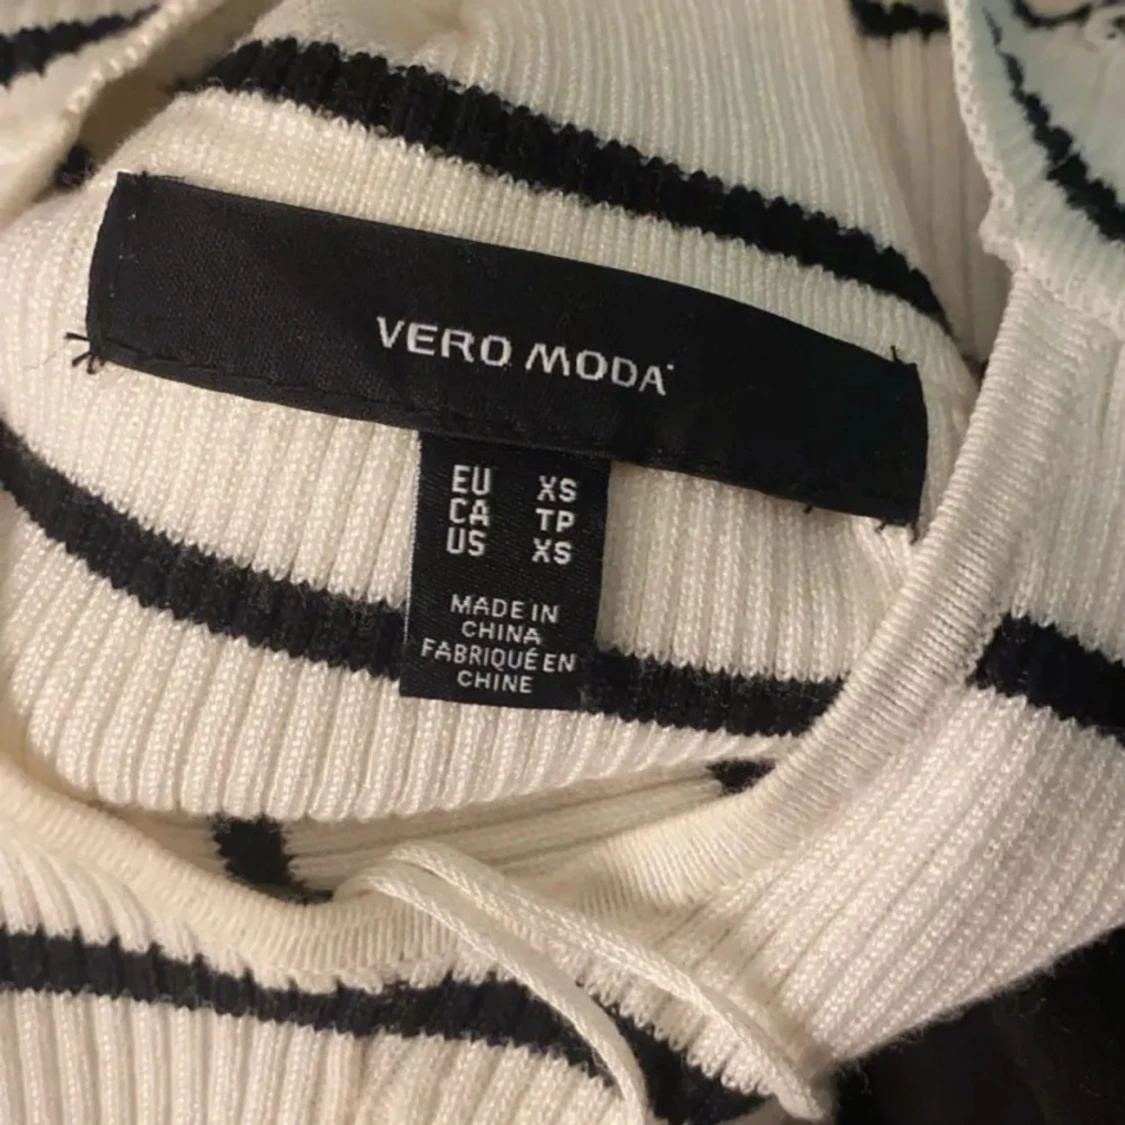 VERO MODA
EU XS
CA TP
US XS
MADE IN
CHINA
FABRIQUÉ EN
CHINE